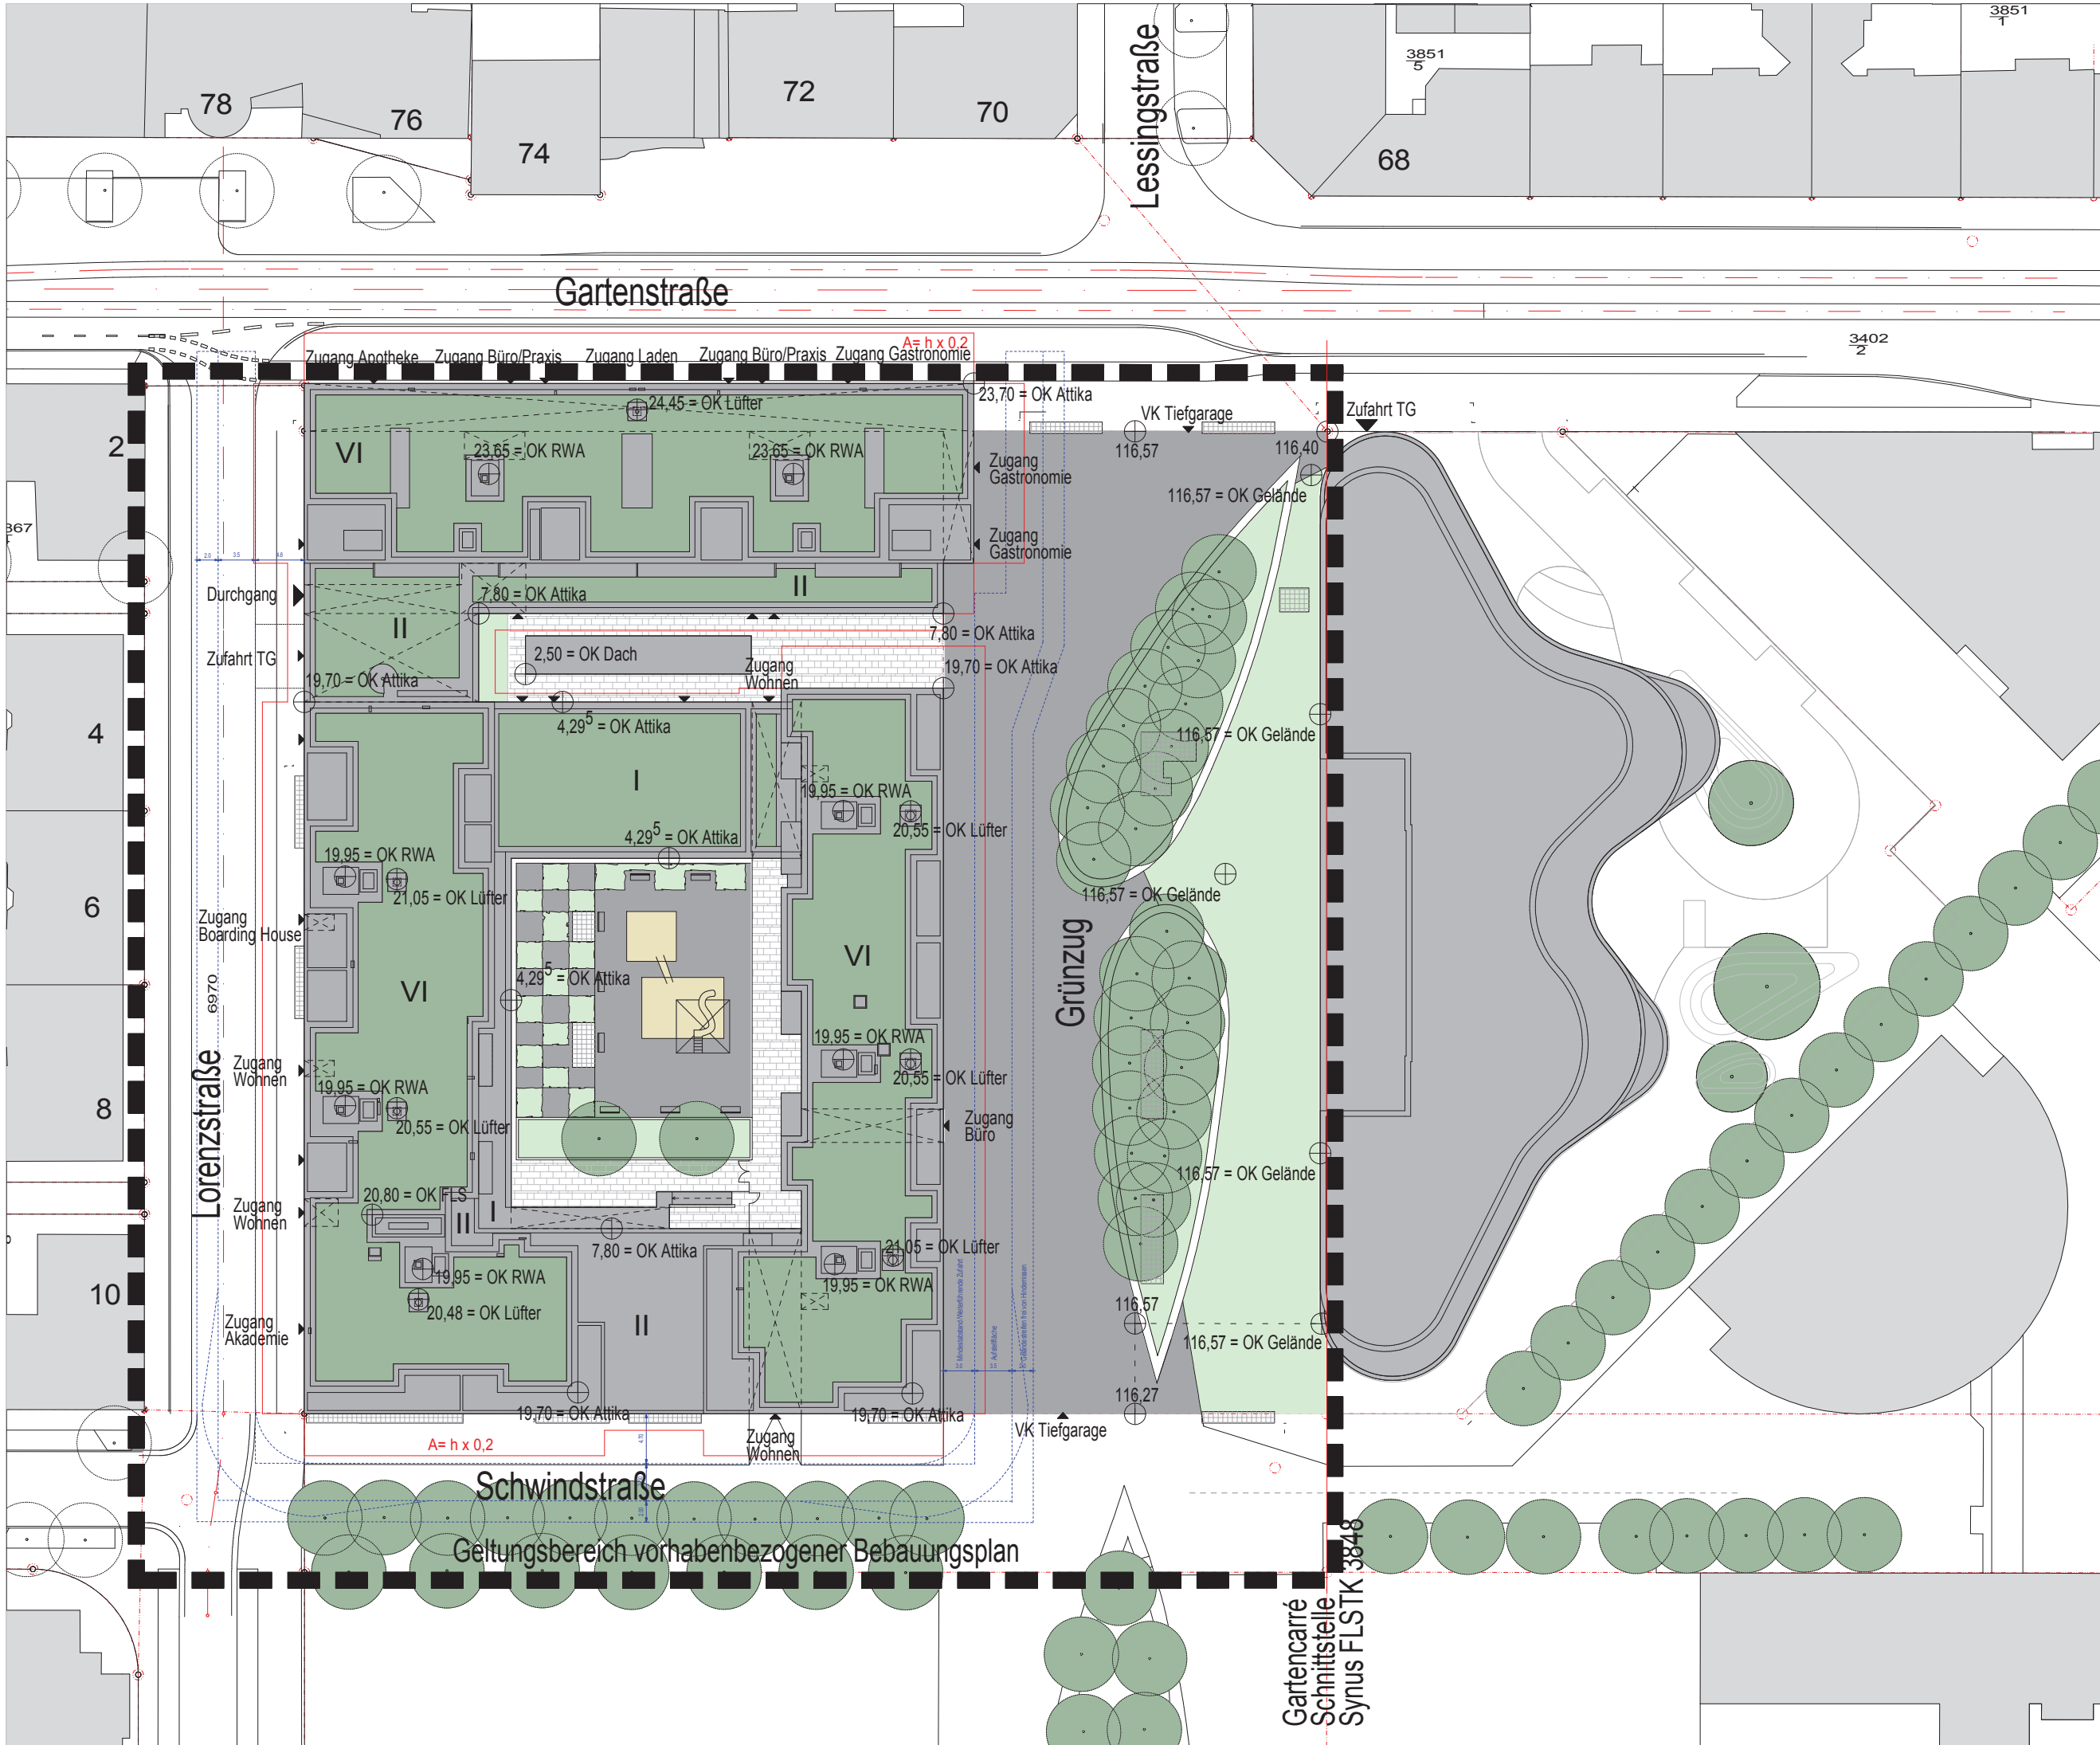 3851
1
3851
5
78
76
74
72
70
68
Lessingstraße
Gartenstraße
3402
2
A= h x 0,2
Zugang Apotheke
Zugang Büro/Praxis
Zugang Laden
Zugang Büro/Praxis
Zugang Gastronomie
23,70 = OK Attika
24,45 = OK Lüfter
VK Tiefgarage
Zufahrt TG
116,57
116,40
2
VI
23,65 = OK RWA
23,65 = OK RWA
Zugang
Gastronomie
116,57 = OK Gelände
Zugang
Gastronomie
867
2.0
3.5
4.6
Durchgang
7,80 = OK Attika
II
II
7,80 = OK Attika
Zufahrt TG
2,50 = OK Dach
Zugang
Wohnen
19,70 = OK Attika
19,70 = OK Attika
4,29⁵ = OK Attika
116,57 = OK Gelände
4
I
19,95 = OK RWA
20,55 = OK Lüfter
4,29⁵ = OK Attika
19,95 = OK RWA
21,05 = OK Lüfter
116,57 = OK Gelände
6
Zugang
Boarding House
VI
VI
4,29⁵ = OK Attika
Grünzug
6970
19,95 = OK RWA
20,55 = OK Lüfter
Zugang
Wohnen
19,95 = OK RWA
20,55 = OK Lüfter
8
Lorenzstraße
Zugang
Büro
116,57 = OK Gelände
20,80 = OK FLS
Zugang
Wohnen
II
I
7,80 = OK Attika
21,05 = OK Lüfter
19,95 = OK RWA
19,95 = OK RWA
10
20,48 = OK Lüfter
Zugang
Akademie
II
116,57
116,57 = OK Gelände
116,27
19,70 = OK Attika
19,70 = OK Attika
VK Tiefgarage
A= h x 0,2
Zugang
Wohnen
4.70
Schwindstraße
Geltungsbereich vorhabenbezogener Bebauungsplan
Gartencarré
Schnittstelle
Synus FLSTK 3848